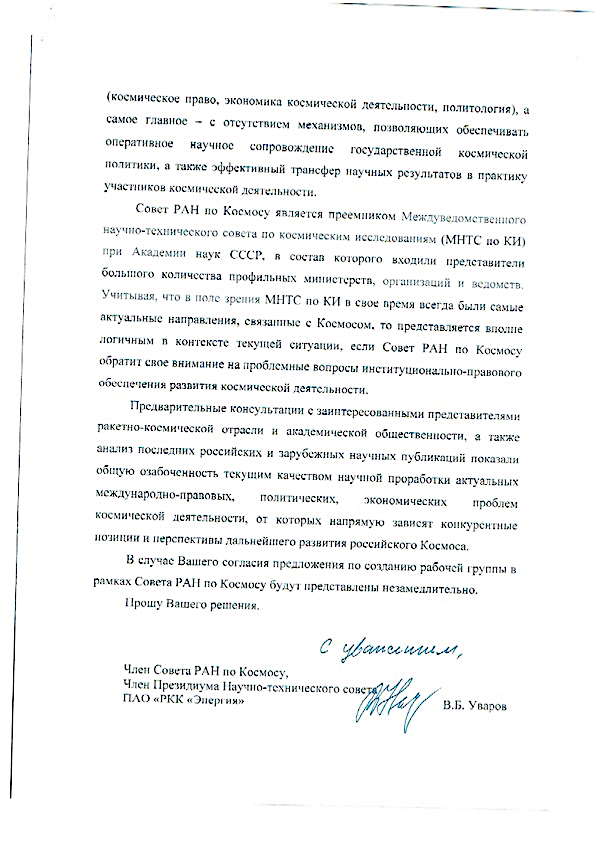 (космическое право, экономика космической деятельности, политология), а
самое главное – с отсутствием механизмов, позволяющих обеспечивать
оперативное научное сопровождение государственной космической
политики, а также эффективный трансфер научных результатов в практику
участников космической деятельности.
Совет РАН по Космосу является преемником Междуведомственного
научно-технического совета по космическим исследованиям (МНТС по КИ)
при Академии наук СССР, в состав которого входили представители
большого количества профильных министерств, организаций и ведомств.
Учитывая, что в поле зрения МНТС по КИ в свое время всегда были самые
актуальные направления, связанные с Космосом, то представляется вполне
логичным в контексте текущей ситуации, если Совет РАН по Космосу
обратит свое внимание на проблемные вопросы институционально-правового
обеспечения развития космической деятельности.
Предварительные консультации с заинтересованными представителями
ракетно-космической отрасли и академической общественности, а также
анализ последних российских и зарубежных научных публикаций показали
общую озабоченность текущим качеством научной проработки актуальных
международно-правовых, политических, экономических проблем
космической деятельности, от которых напрямую зависят конкурентные
позиции и перспективы дальнейшего развития российского Космоса.
В случае Вашего согласия предложения по созданию рабочей группы в
рамках Совета РАН по Космосу будут представлены незамедлительно.
Прошу Вашего решения.
С уважением,
Член Совета РАН по Космосу,
Член Президиума Научно-технического совета
ПАО «РКК «Энергия» В.Б. Уваров